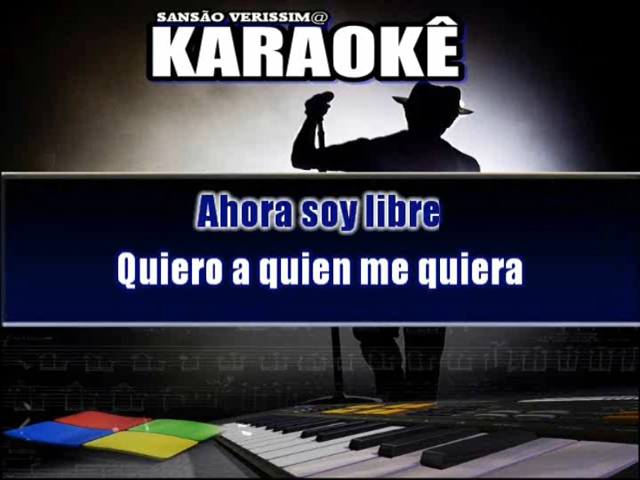 SANSÃO VERISSIM@
KARAOKÊ
Ahora soy libre
Quiero a quien me quiera